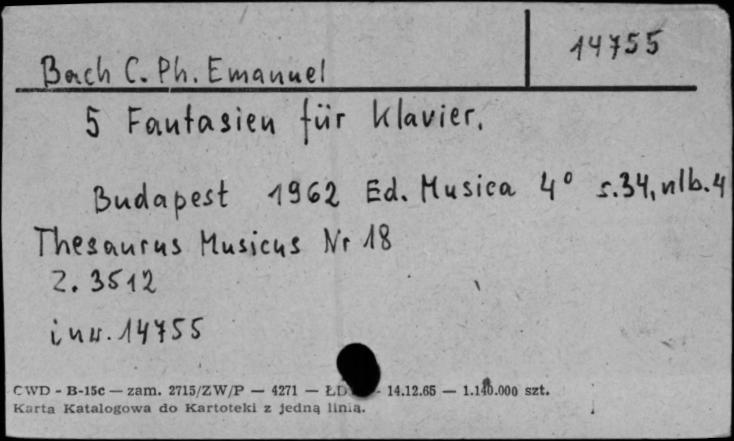 14755
Bach C. Ph. Emanuel
5 Fantasien für Klavier.
Budapest 1962 Ed. Musica 4° s.34, nlb.4
Thesaurus Musicus Nr 18
Z. 3512
inw. 14755
CWD - B-15c — zam. 2715/ZW/P — 4271 — 14.12.65 — 1.140.000 szt.
Karta Katalogowa do Kartoteki z jedną linią.